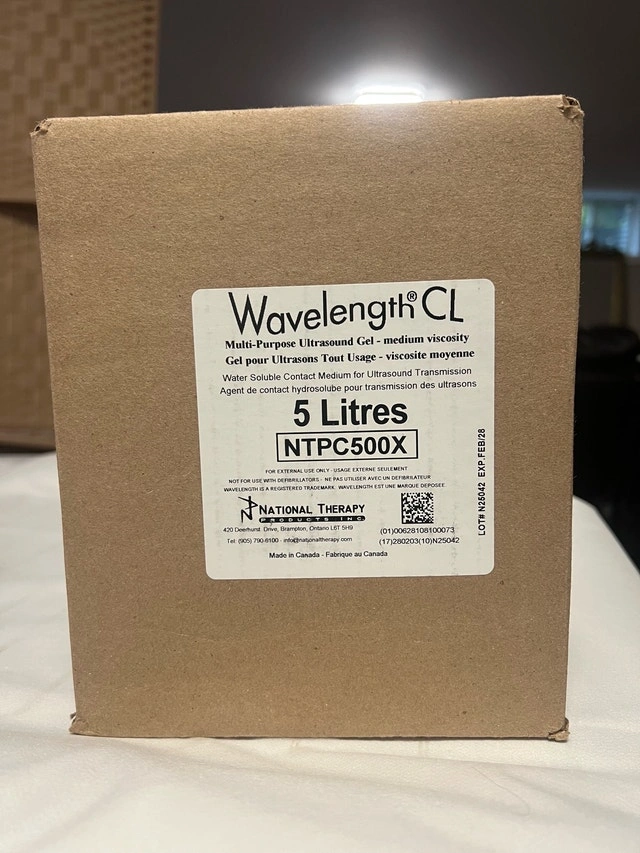 Wavelength® CL
Multi-Purpose Ultrasound Gel - medium viscosity
Gel pour Ultrasons Tout Usage - viscosite moyenne
Water Soluble Contact Medium for Ultrasound Transmission
Agent de contact hydrosoluble pour transmission des ultrasons
5 Litres
NTPC500X
FOR EXTERNAL USE ONLY - USAGE EXTERNE SEULEMENT
NOT FOR USE WITH DEFIBRILLATORS - NE PAS UTILISER AVEC UN DEFIBRILATEUR
WAVELENGTH IS A REGISTERED TRADEMARK. WAVELENGTH EST UNE MARQUE DEPOSEE
NATIONAL THERAPY
PRODUCTS INC.
420 Deerhurst Drive, Brampton, Ontario L6T 5H9
Tel: (905) 790-6100 - info@nationaltherapy.com
(01)00628108100073
(17)280203(10)N25042
Made in Canada - Fabrique au Canada
LOT# N25042 EXP.FEB/28